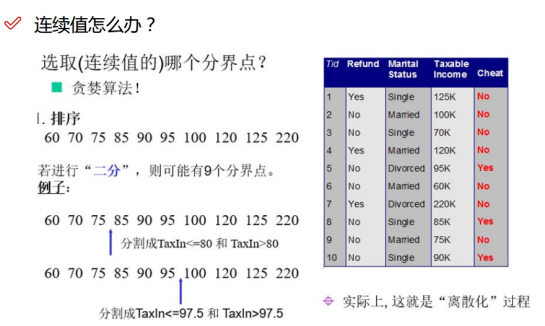 连续值怎么办？
选取(连续值的)哪个分界点？
贪婪算法！
1. 排序
60 70 75 85 90 95 100 120 125 220
若进行“二分”，则可能有9个分界点。
例子：
60 70 75 85 90 95 100 120 125 220
分割成TaxIn<=80 和 TaxIn>80
60 70 75 85 90 95 100 120 125 220
分割成TaxIn<=97.5 和 TaxIn>97.5
Tid Refund Marital Status Taxable Income Cheat
1 Yes Single 125K No
2 No Married 100K No
3 No Single 70K No
4 Yes Married 120K No
5 No Divorced 95K Yes
6 No Married 60K No
7 Yes Divorced 220K No
8 No Single 85K Yes
9 No Married 75K No
10 No Single 90K Yes
实际上,这就是“离散化”过程